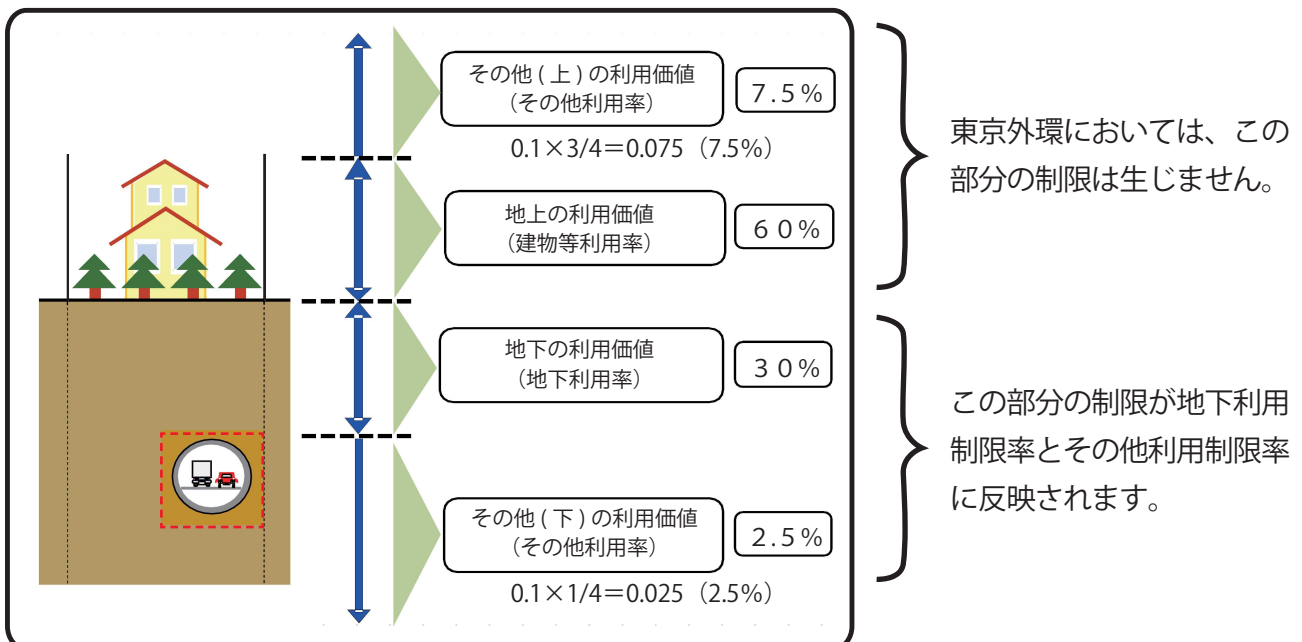 その他 ( 上 ) の利用価値
（その他利用率）
７.５％
0.1×3/4＝0.075（7.5%）
地上の利用価値
（建物等利用率）
６０％
東京外環においては、この
部分の制限は生じません。
地下の利用価値
（地下利用率）
３０％
その他 ( 下 ) の利用価値
（その他利用率）
２.５％
0.1×1/4＝0.025（2.5%）
この部分の制限が地下利用
制限率とその他利用制限率
に反映されます。